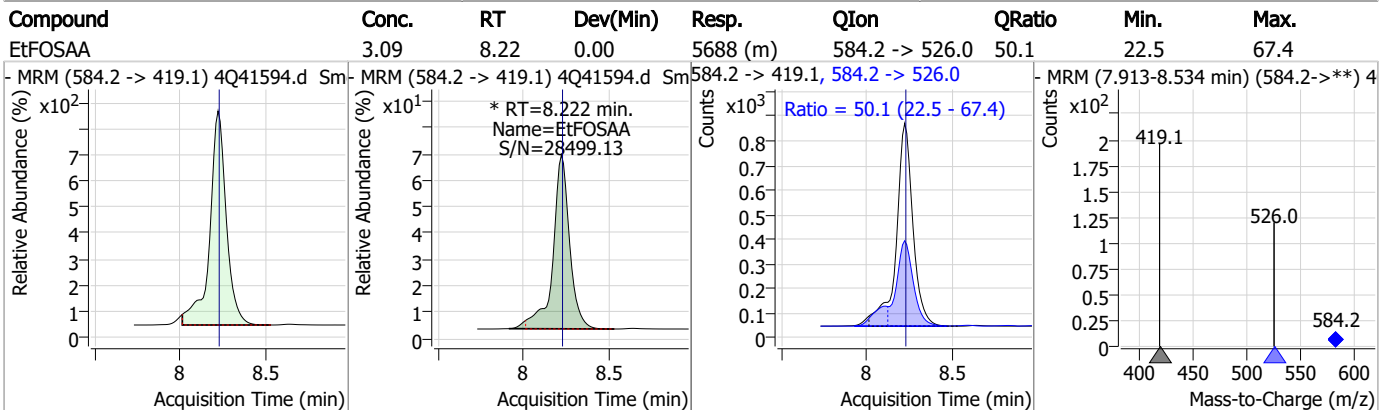 Compound Conc. RT Dev(Min) Resp. QIon QRatio Min. Max.
EtFOSAA 3.09 8.22 0.00 5688 (m) 584.2 -> 526.0 50.1 22.5 67.4
- MRM (584.2 -> 419.1) 4Q41594.d Sm
x10²
Relative Abundance (%)
7
6
5
4
3
2
1
0
8 8.5
Acquisition Time (min)
- MRM (584.2 -> 419.1) 4Q41594.d Sm
x10¹
* RT=8.222 min.
Name=EtFOSAA
S/N=28499.13
Relative Abundance (%)
7
6
5
4
3
2
1
0
8 8.5
Acquisition Time (min)
584.2 -> 419.1, 584.2 -> 526.0
x10³
Ratio = 50.1 (22.5 - 67.4)
Counts
0.8
0.7
0.6
0.5
0.4
0.3
0.2
0.1
0
8 8.5
Acquisition Time (min)
- MRM (7.913-8.534 min) (584.2->**) 4
x10²
Counts
2
1.75
1.5
1.25
1
0.75
0.5
0.25
0
419.1
526.0
584.2
400 450 500 550 600
Mass-to-Charge (m/z)